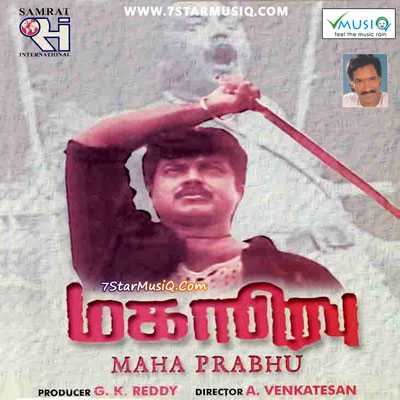 WWW.7STARMUSIQ.COM
SAMRAT
INTERNATIONAL
VMUSIQ
feel the music rain
7StarMusiQ.Com
மகாபிரபு
MAHA PRABHU
PRODUCER G. K. REDDY DIRECTOR A. VENKATESAN